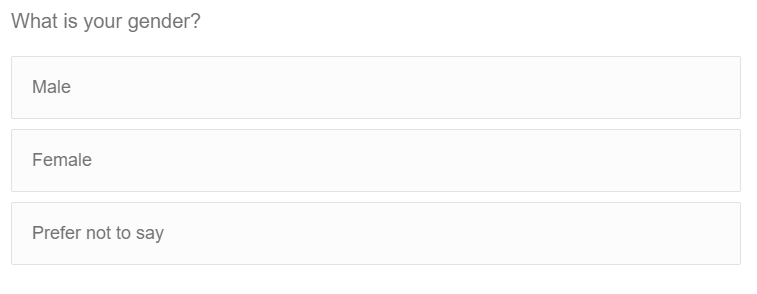 What is your gender?
Male
Female
Prefer not to say